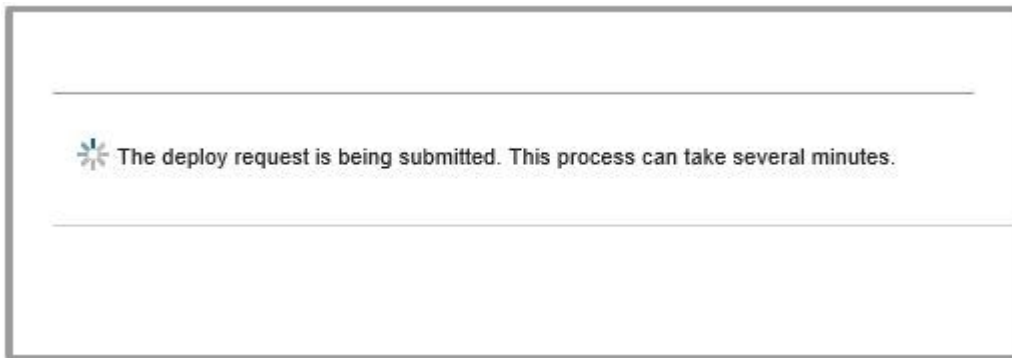 The deploy request is being submitted. This process can take several minutes.